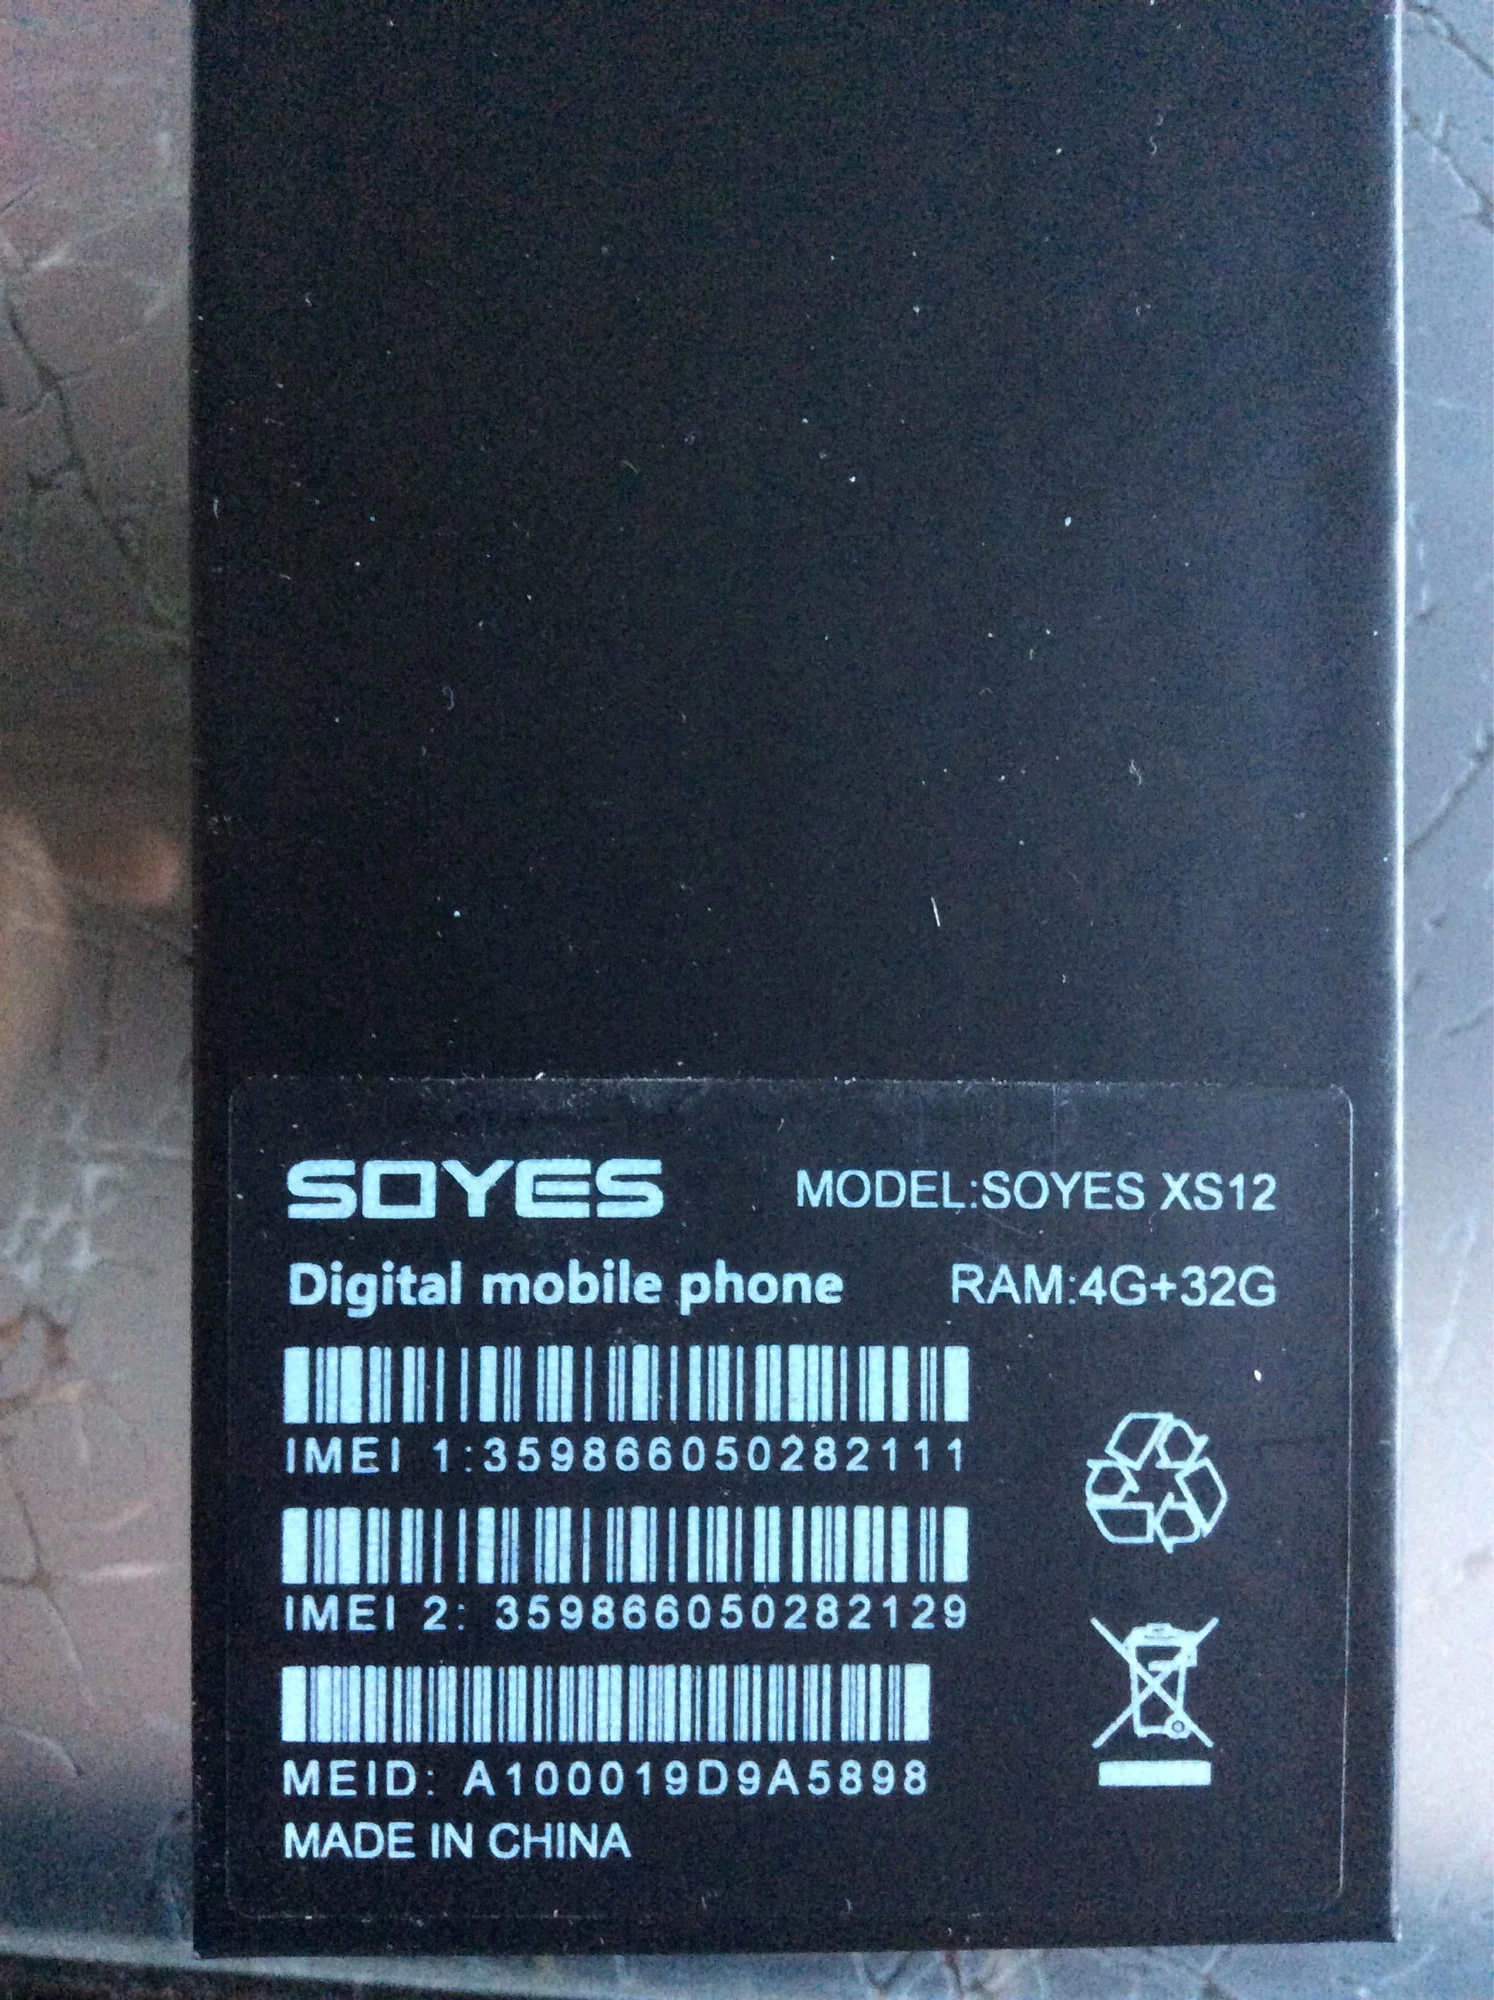 SOYES MODEL:SOYES XS12
Digital mobile phone RAM:4G+32G
IMEI 1:359866050282111
IMEI 2: 359866050282129
MEID: A100019D9A5898
MADE IN CHINA